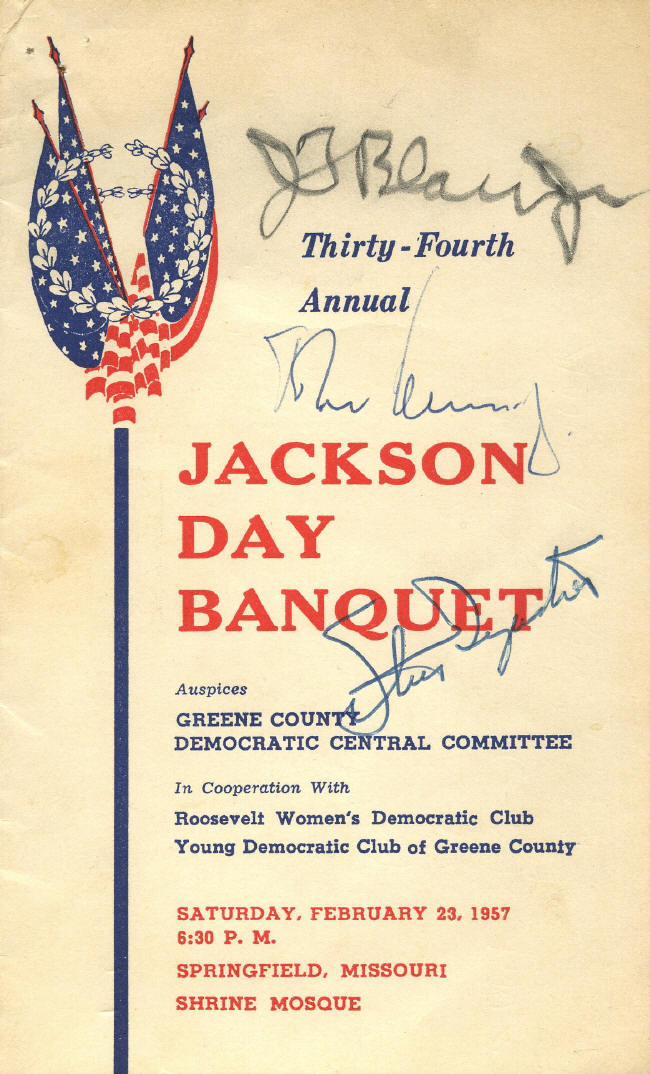 Thirty-Fourth
Annual
JACKSON
DAY
BANQUET
Auspices
GREENE COUNTY
DEMOCRATIC CENTRAL COMMITTEE
In Cooperation With
Roosevelt Women's Democratic Club
Young Democratic Club of Greene County
SATURDAY, FEBRUARY 23, 1957
6:30 P. M.
SPRINGFIELD, MISSOURI
SHRINE MOSQUE